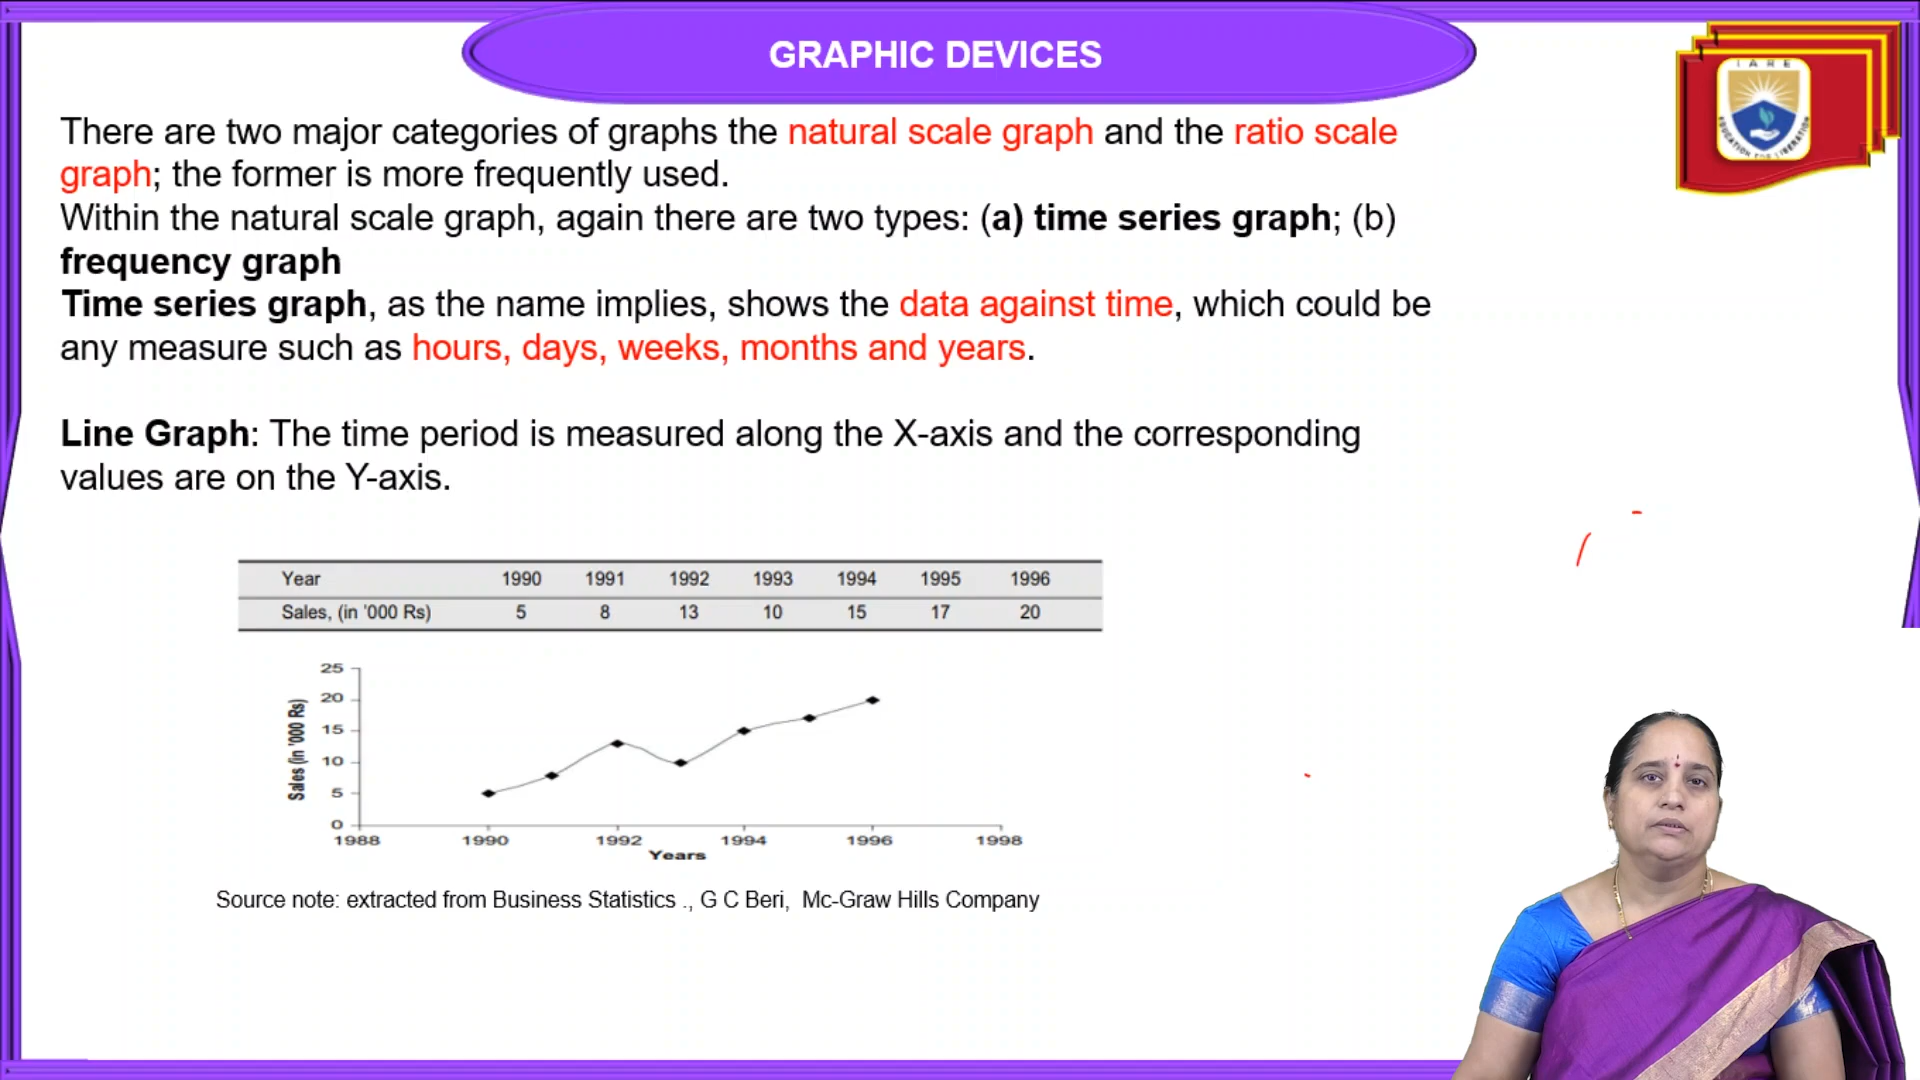 GRAPHIC DEVICES
IARE
EDUCATION FOR LIBERATION
There are two major categories of graphs the natural scale graph and the ratio scale
graph; the former is more frequently used.
Within the natural scale graph, again there are two types: (a) time series graph; (b)
frequency graph
Time series graph, as the name implies, shows the data against time, which could be
any measure such as hours, days, weeks, months and years.
Line Graph: The time period is measured along the X-axis and the corresponding
values are on the Y-axis.
Year 1990 1991 1992 1993 1994 1995 1996
Sales, (in '000 Rs) 5 8 13 10 15 17 20
25
20
15
10
5
0
Sales (in '000 Rs)
1988 1990 1992 1994 1996 1998
Years
Source note: extracted from Business Statistics ., G C Beri, Mc-Graw Hills Company